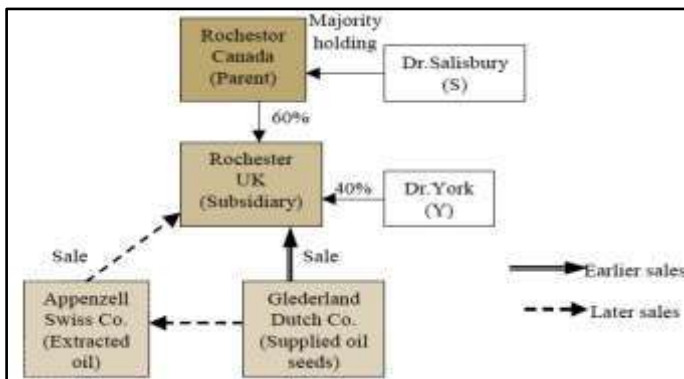 Rochestor
Canada
(Parent)
Majority
holding
Dr.Salisbury
(S)
60%
Rochester
UK
(Subsidiary)
40%
Dr.York
(Y)
Sale
Sale
Appenzell
Swiss Co.
(Extracted
oil)
Glederland
Dutch Co.
(Supplied oil
seeds)
Earlier sales
Later sales